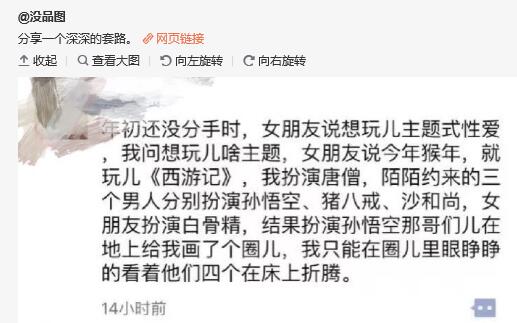 @没品图
分享一个深深的套路。 网页链接
收起 查看大图 向左旋转 向右旋转
年初还没分手时，女朋友说想玩儿主题式性爱
，我问想玩儿啥主题，女朋友说今年猴年，就
玩儿《西游记》，我扮演唐僧，陌陌约来的三
个男人分别扮演孙悟空、猪八戒、沙和尚，女
朋友扮演白骨精，结果扮演孙悟空那哥们儿在
地上给我画了个圈儿，我只能在圈儿里眼睁睁
的看着他们四个在床上折腾。
14小时前